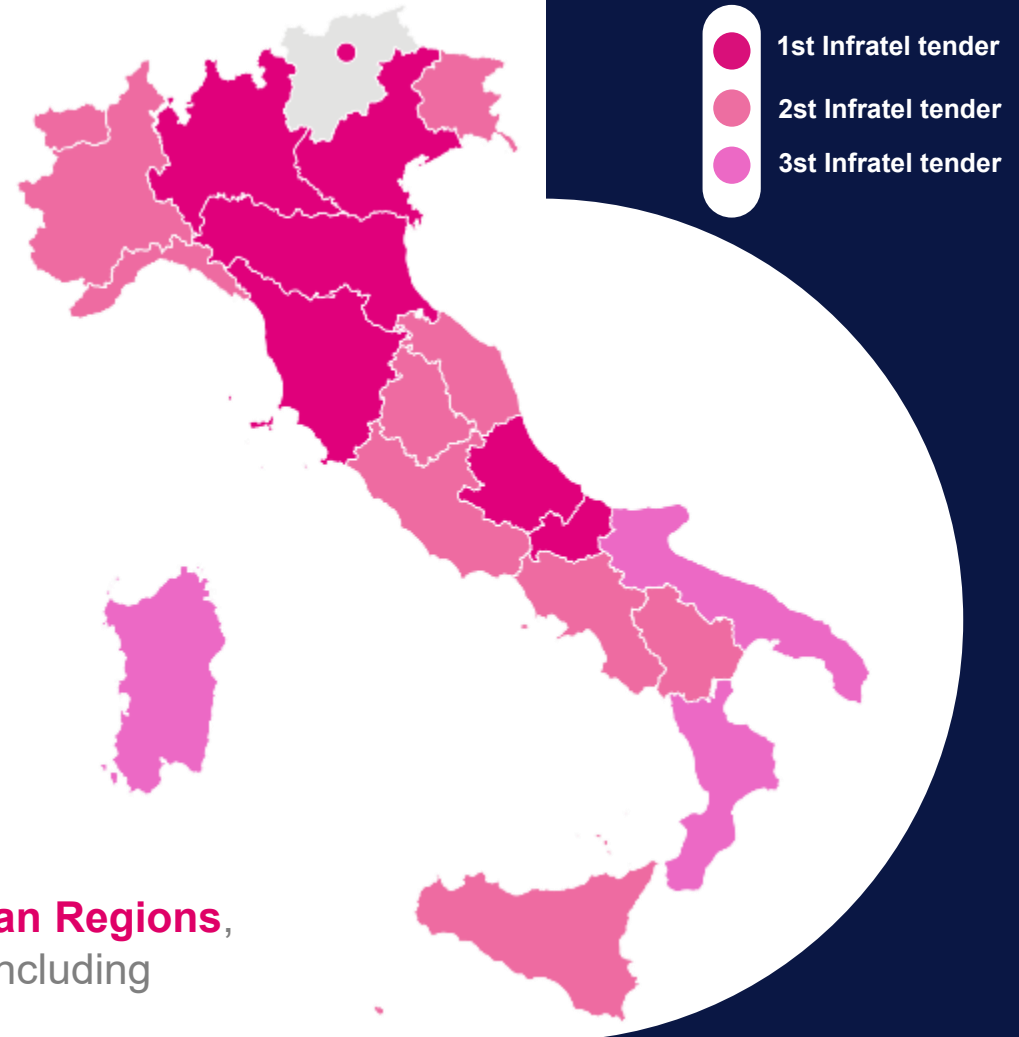 1st Infratel tender
2st Infratel tender
3st Infratel tender
an Regions,
ncluding